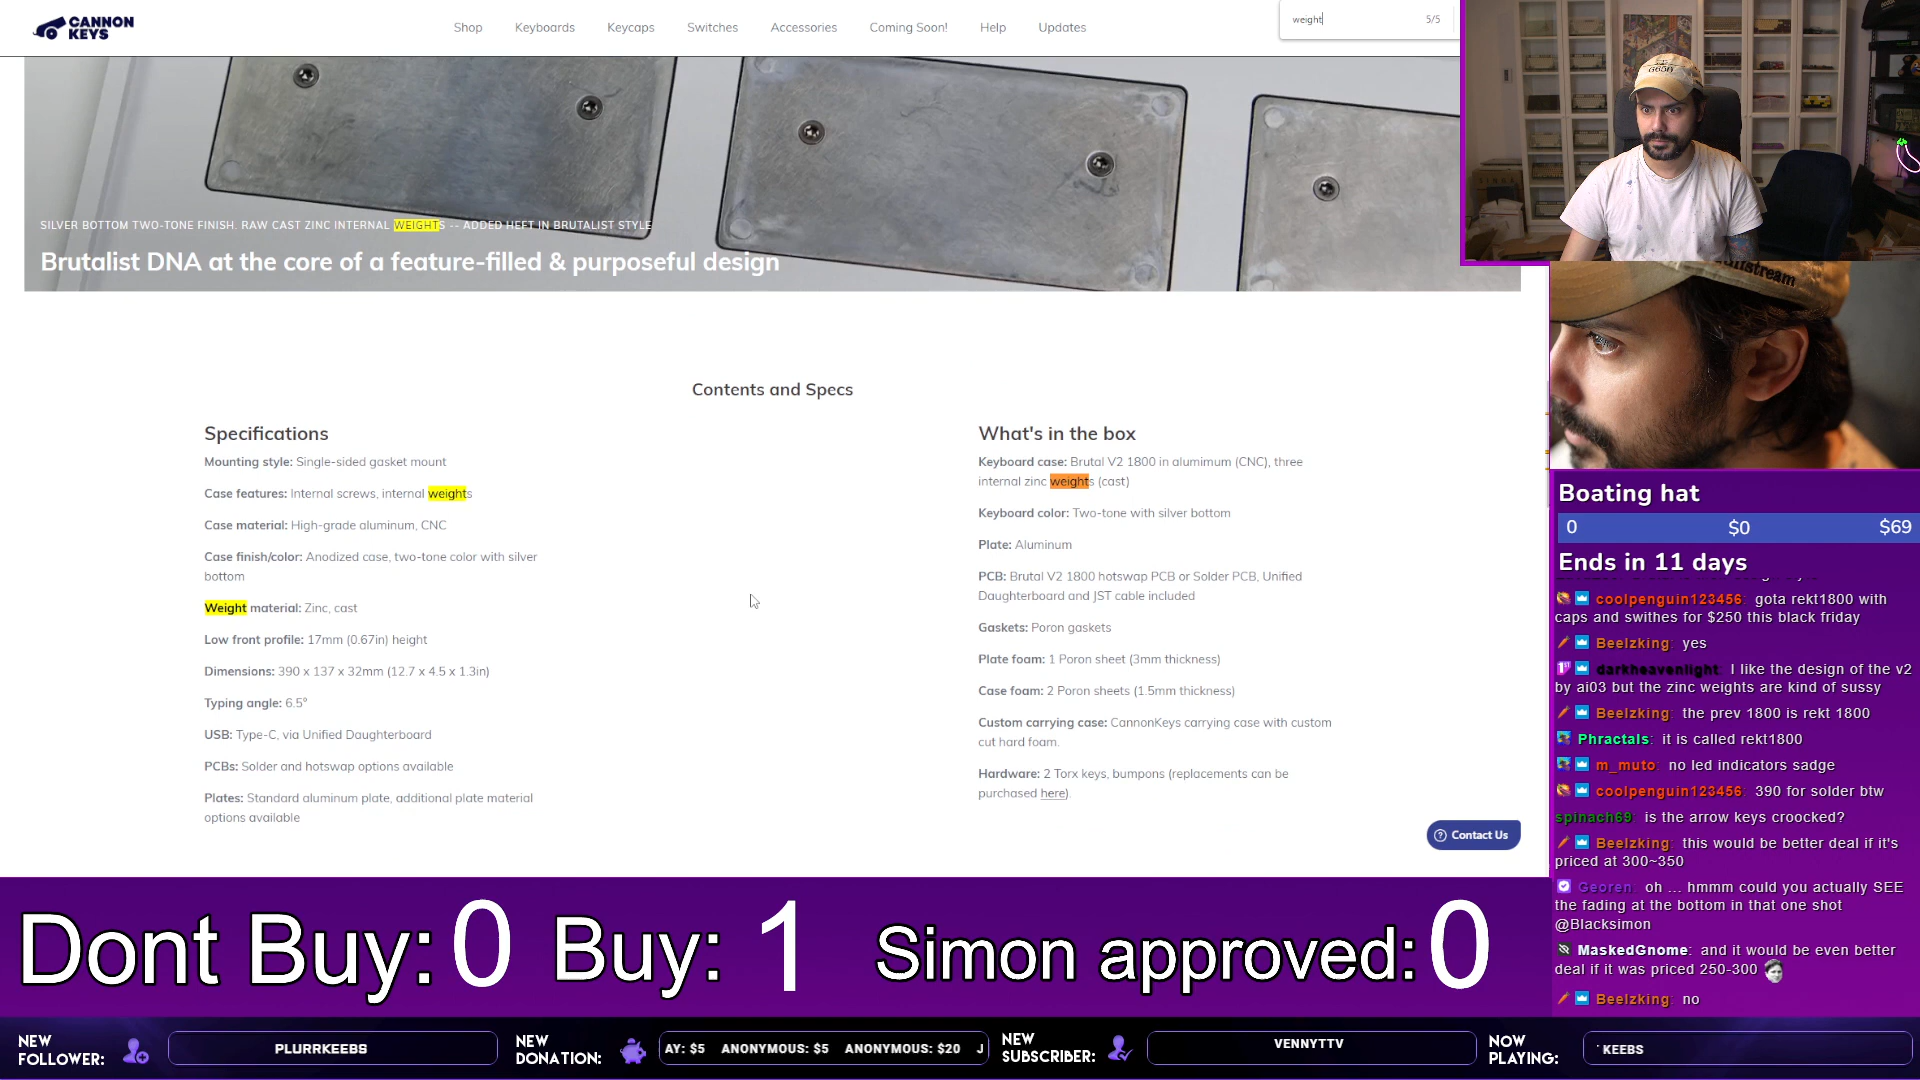 CANNON
KEYS
Shop Keyboards Keycaps Switches Accessories Coming Soon! Help Updates
weight 5/5
SILVER BOTTOM TWO-TONE FINISH. RAW CAST ZINC INTERNAL WEIGHTS -- ADDED HEFT IN BRUTALIST STYLE
Brutalist DNA at the core of a feature-filled & purposeful design
Contents and Specs
Specifications
Mounting style: Single-sided gasket mount
Case features: Internal screws, internal weights
Case material: High-grade aluminum, CNC
Case finish/color: Anodized case, two-tone color with silver
bottom
Weight material: Zinc, cast
Low front profile: 17mm (0.67in) height
Dimensions: 390 x 137 x 32mm (12.7 x 4.5 x 1.3in)
Typing angle: 6.5°
USB: Type-C, via Unified Daughterboard
PCBs: Solder and hotswap options available
Plates: Standard aluminum plate, additional plate material
options available
What's in the box
Keyboard case: Brutal V2 1800 in alumimum (CNC), three
internal zinc weights (cast)
Keyboard color: Two-tone with silver bottom
Plate: Aluminum
PCB: Brutal V2 1800 hotswap PCB or Solder PCB, Unified
Daughterboard and JST cable included
Gaskets: Poron gaskets
Plate foam: 1 Poron sheet (3mm thickness)
Case foam: 2 Poron sheets (1.5mm thickness)
Custom carrying case: CannonKeys carrying case with custom
cut hard foam.
Hardware: 2 Torx keys, bumpons (replacements can be
purchased here).
Contact Us
Boating hat
0 $0 $69
Ends in 11 days
coolpenguin123456: gota rekt1800 with
caps and swithes for $250 this black friday
Beelzking: yes
darkheavenlight: I like the design of the v2
by ai03 but the zinc weights are kind of sussy
Beelzking: the prev 1800 is rekt 1800
Phractals: it is called rekt1800
m_muto: no led indicators sadge
coolpenguin123456: 390 for solder btw
spinach69: is the arrow keys croocked?
Beelzking: this would be better deal if it's
priced at 300~350
Georen: oh ... hmmm could you actually SEE
the fading at the bottom in that one shot
@Blacksimon
MaskedGnome: and it would be even better
deal if it was priced 250-300
Beelzking: no
Dont Buy: 0 Buy: 1 Simon approved: 0
NEW
FOLLOWER:
PLURRKEEBS
NEW
DONATION:
AY: $5 ANONYMOUS: $5 ANONYMOUS: $20 J
NEW
SUBSCRIBER:
VENNYTTV
NOW
PLAYING:
KEEBS